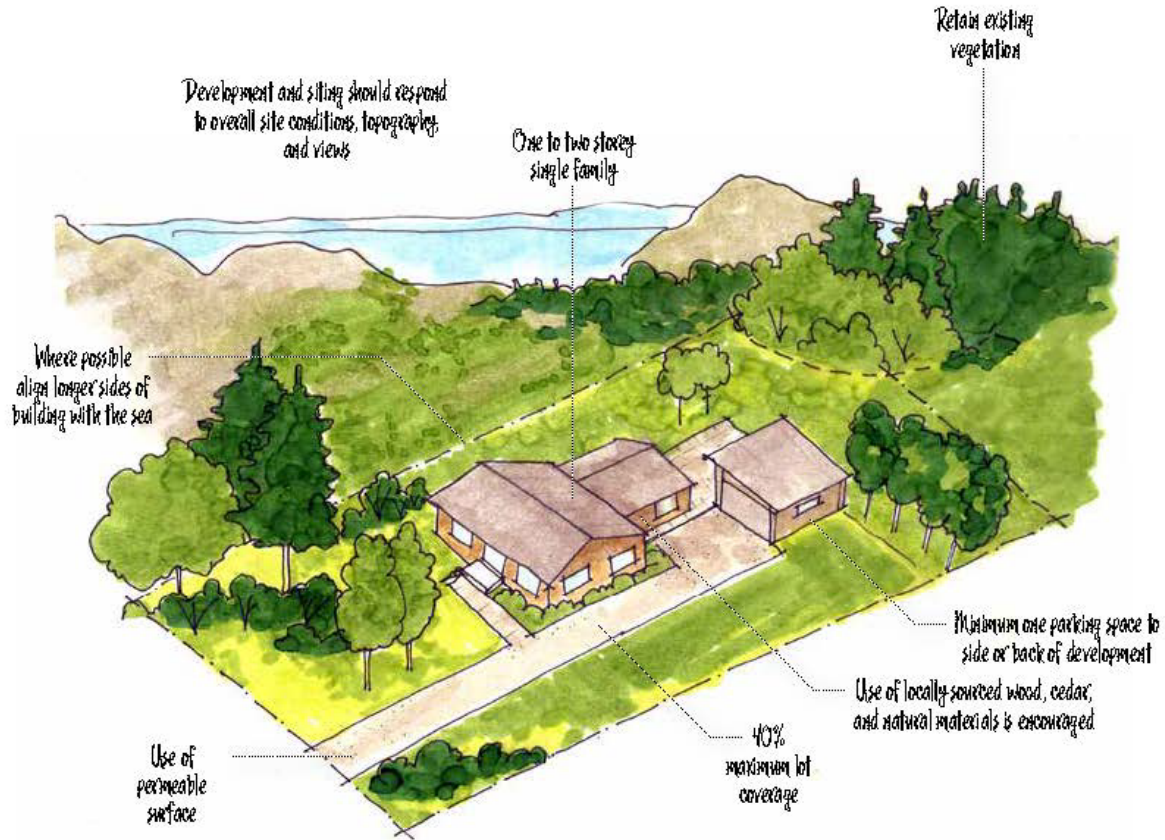 Retain existing
vegetation
Development and siting should respond
to overall site conditions, topography,
and views
One to two storey
single family
Where possible
align longer sides of
building with the sea
Minimum one parking space to
side or back of development
Use of locally sourced wood, cedar,
and natural materials is encouraged
40%
maximum lot
coverage
Use of
permeable
surface